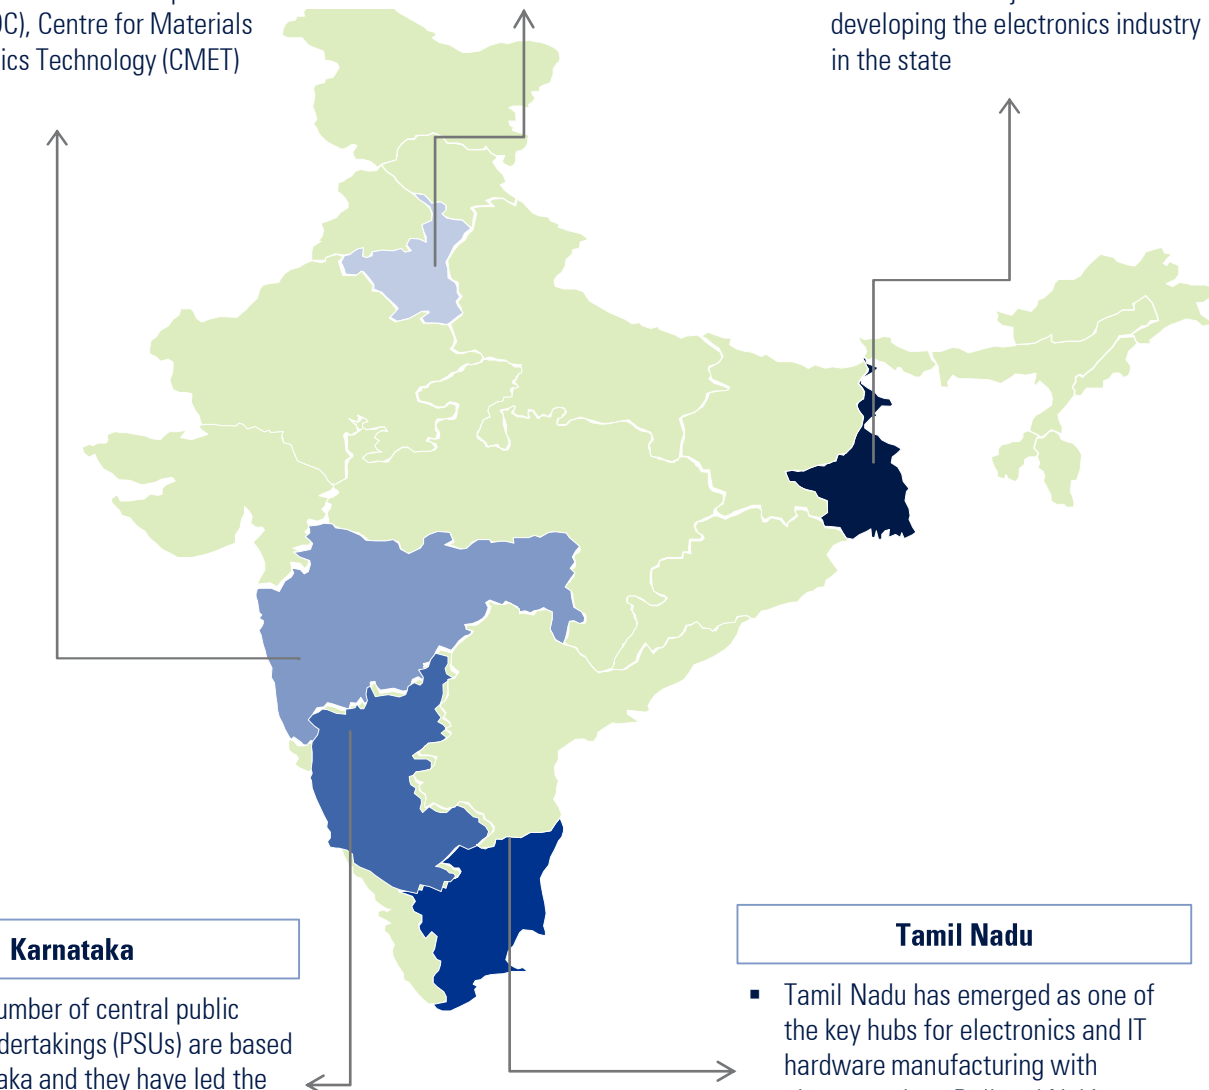 Centre for Materials
ics Technology (CMET)
developing the electronics industry
in the state
Karnataka
umber of central public
dertakings (PSUs) are based
aka and they have led the
Tamil Nadu
▪ Tamil Nadu has emerged as one of
the key hubs for electronics and IT
hardware manufacturing with